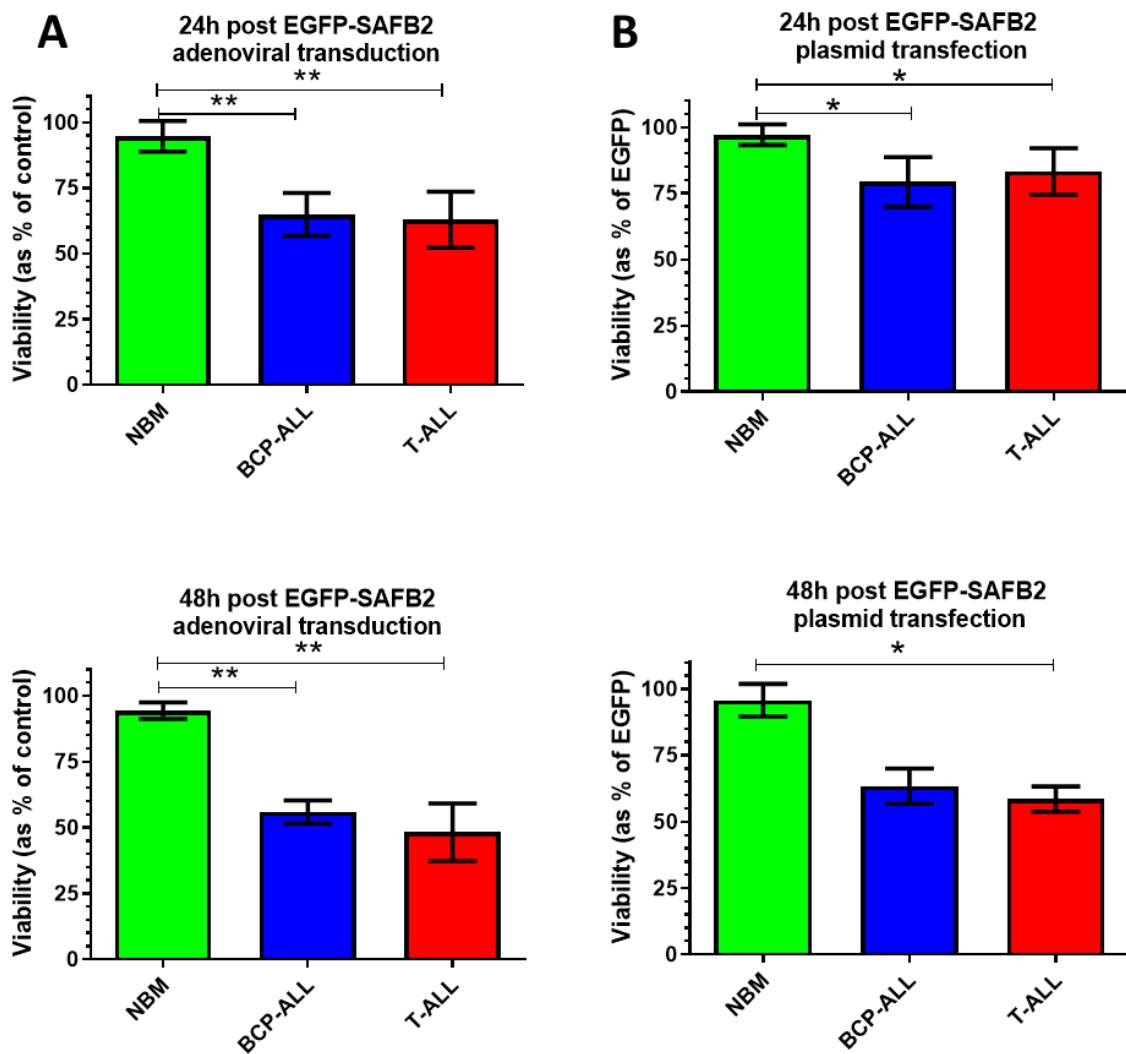 A
24h post EGFP-SAFB2
adenoviral transduction
**
**
Viability (as % of control)
100
75
50
25
0
NBM
BCP-ALL
T-ALL
B
24h post EGFP-SAFB2
plasmid transfection
*
*
Viability (as % of EGFP)
100
75
50
25
0
NBM
BCP-ALL
T-ALL
48h post EGFP-SAFB2
adenoviral transduction
**
**
Viability (as % of control)
100
75
50
25
0
NBM
BCP-ALL
T-ALL
48h post EGFP-SAFB2
plasmid transfection
*
Viability (as % of EGFP)
100
75
50
25
0
NBM
BCP-ALL
T-ALL